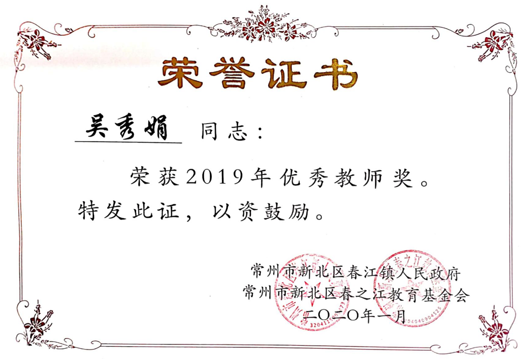 荣誉证书
吴秀娟 同志：
荣获2019年优秀教师奖。
特发此证，以资鼓励。
常州市新北区春江镇人民政府
常州市新北区春之江教育基金会
二〇二〇年一月